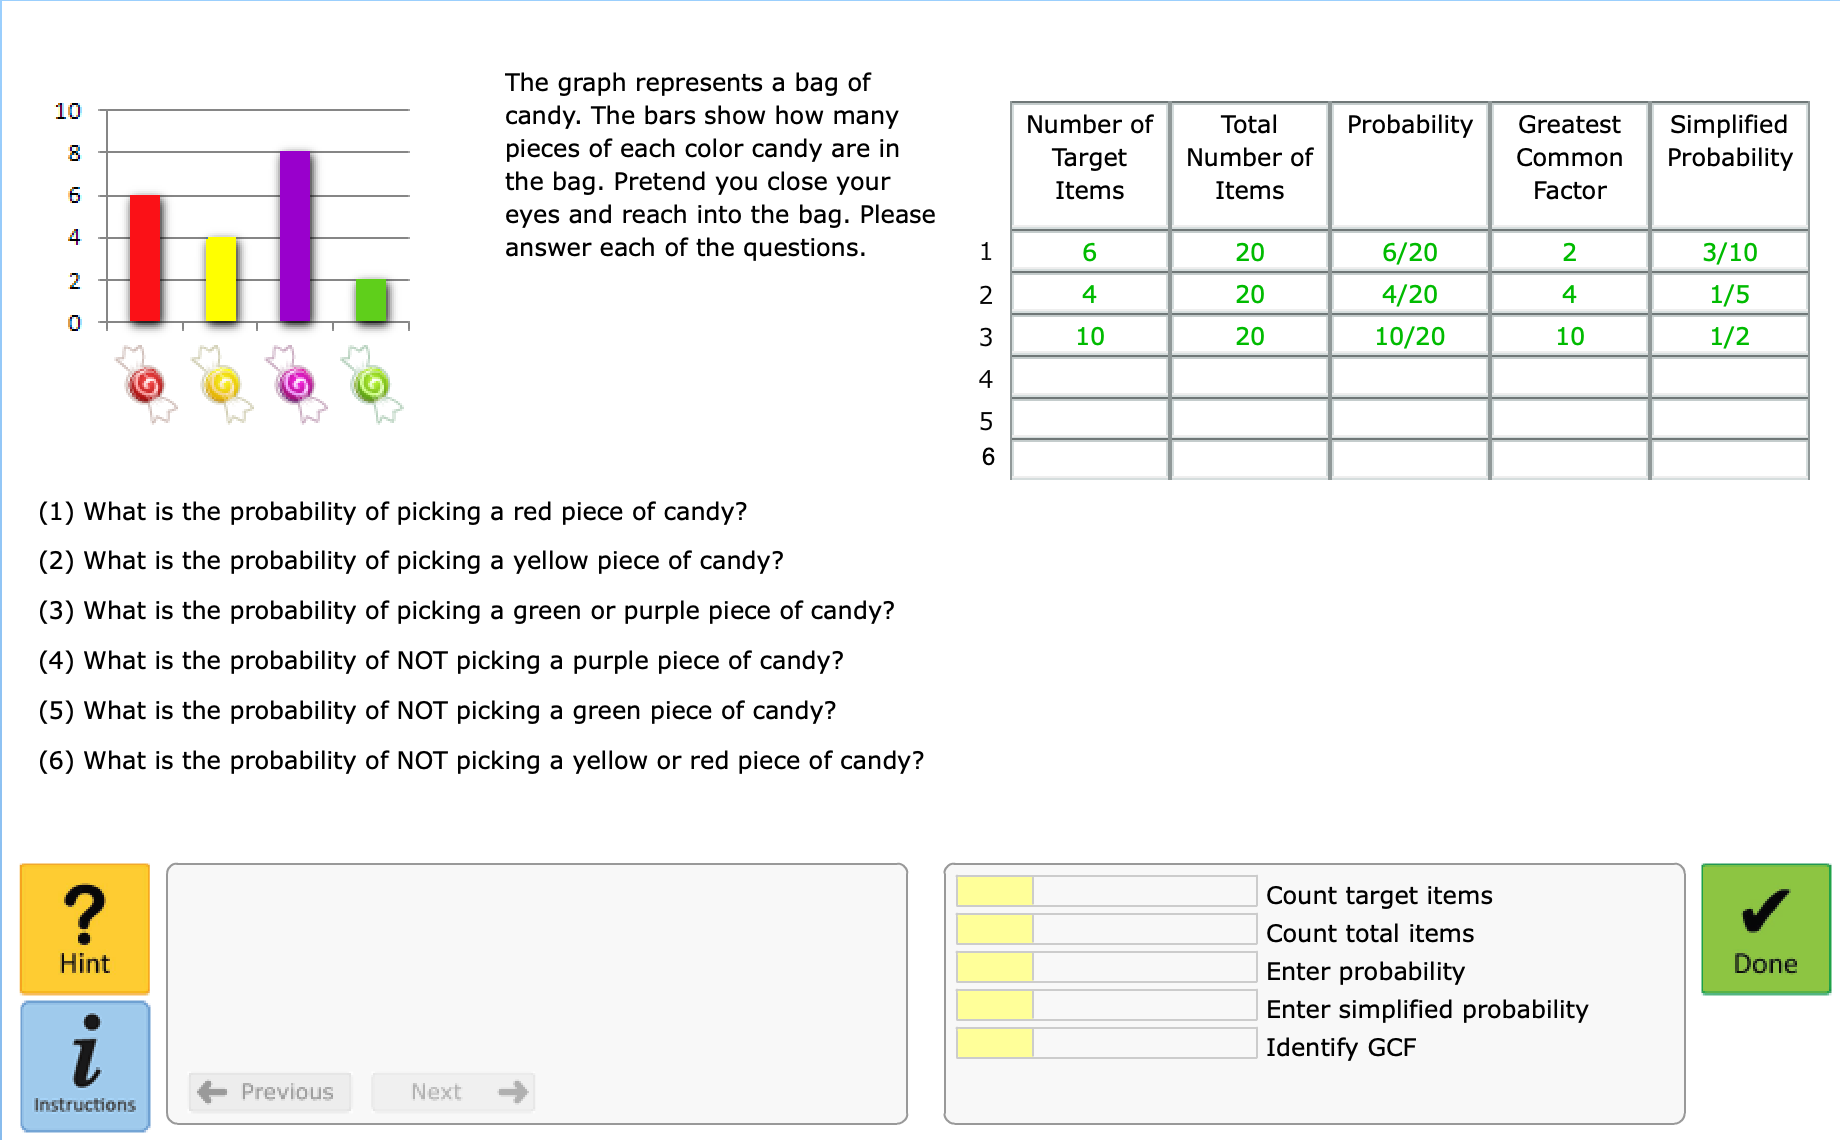 10
8
6
4
2
0
The graph represents a bag of
candy. The bars show how many
pieces of each color candy are in
the bag. Pretend you close your
eyes and reach into the bag. Please
answer each of the questions.
Number of Target Items Total Number of Items Probability Greatest Common Factor Simplified Probability
1 6 20 6/20 2 3/10
2 4 20 4/20 4 1/5
3 10 20 10/20 10 1/2
4
5
6
(1) What is the probability of picking a red piece of candy?
(2) What is the probability of picking a yellow piece of candy?
(3) What is the probability of picking a green or purple piece of candy?
(4) What is the probability of NOT picking a purple piece of candy?
(5) What is the probability of NOT picking a green piece of candy?
(6) What is the probability of NOT picking a yellow or red piece of candy?
?
Hint
i
Instructions
Previous Next
Count target items
Count total items
Enter probability
Enter simplified probability
Identify GCF
Done